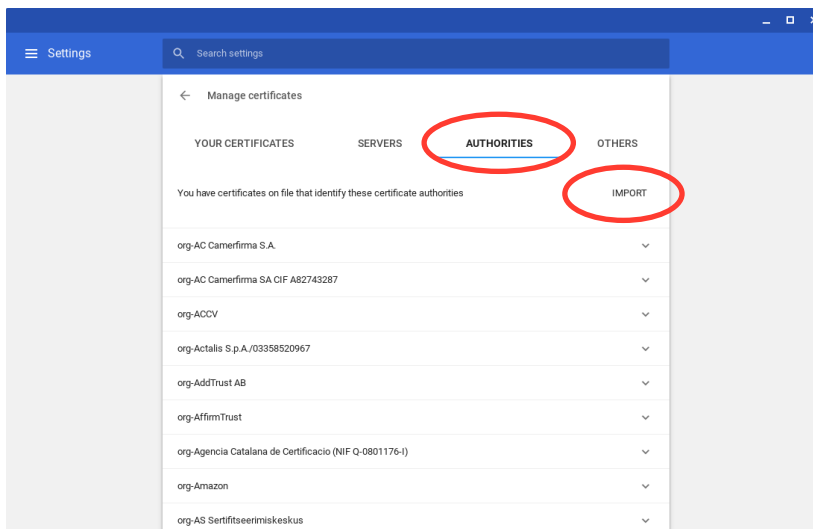 Settings
Search settings
Manage certificates
YOUR CERTIFICATES SERVERS AUTHORITIES OTHERS
You have certificates on file that identify these certificate authorities IMPORT
org-AC Camerfirma S.A.
org-AC Camerfirma SA CIF A82743287
org-ACCV
org-Actalis S.p.A./03358520967
org-AddTrust AB
org-AffirmTrust
org-Agencia Catalana de Certificacio (NIF Q-0801176-I)
org-Amazon
org-AS Sertifitseerimiskeskus